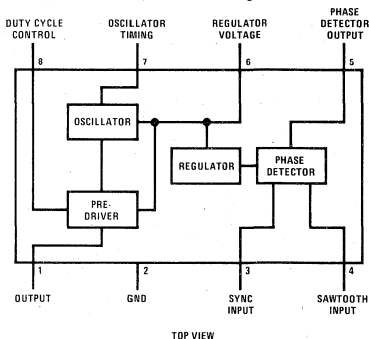 DUTY CYCLE
CONTROL
OSCILLATOR
TIMING
REGULATOR
VOLTAGE
PHASE
DETECTOR
OUTPUT
8
7
6
5
OSCILLATOR
REGULATOR
PHASE
DETECTOR
PRE-
DRIVER
1
2
3
4
OUTPUT
GND
SYNC
INPUT
SAWTOOTH
INPUT
TOP VIEW